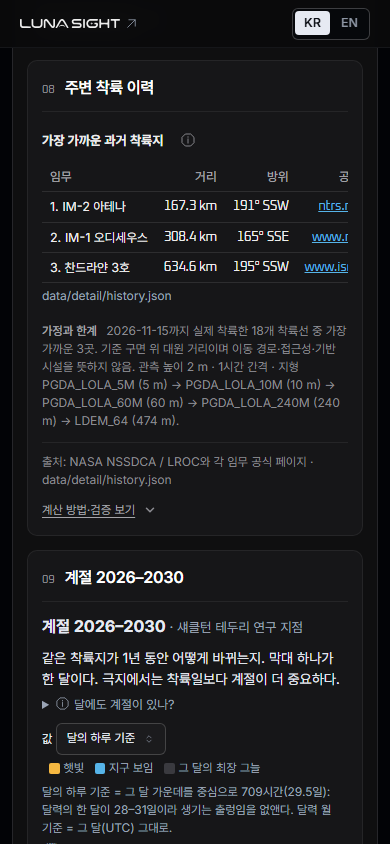 LUNA SIGHT ↗
KR EN
08 주변 착륙 이력
가장 가까운 과거 착륙지 ⓘ
임무 거리 방위 공
1. IM-2 아테나 167.3 km 191° SSW ntrs.r
2. IM-1 오디세우스 308.4 km 165° SSE www.r
3. 찬드라얀 3호 634.6 km 195° SSW www.isr
data/detail/history.json
가정과 한계 2026-11-15까지 실제 착륙한 18개 착륙선 중 가장
가까운 3곳. 기준 구면 위 대원 거리이며 이동 경로·접근성·기반
시설을 뜻하지 않음. 관측 높이 2 m · 1시간 간격 · 지형
PGDA_LOLA_5M (5 m) → PGDA_LOLA_10M (10 m) →
PGDA_LOLA_60M (60 m) → PGDA_LOLA_240M (240
m) → LDEM_64 (474 m).
출처: NASA NSSDCA / LROC와 각 임무 공식 페이지 ·
data/detail/history.json
계산 방법·검증 보기
09 계절 2026–2030
계절 2026–2030 · 섀클턴 테두리 연구 지점
같은 착륙지가 1년 동안 어떻게 바뀌는지. 막대 하나가
한 달이다. 극지에서는 착륙일보다 계절이 더 중요하다.
▶ ⓘ 달에도 계절이 있나?
값 달의 하루 기준
햇빛 지구 보임 그 달의 최장 그늘
달의 하루 기준 = 그 달 가운데를 중심으로 709시간(29.5일):
달력의 한 달이 28–31일이라 생기는 출렁임을 없앤다. 달력 월
기준 = 그 달(UTC) 그대로.